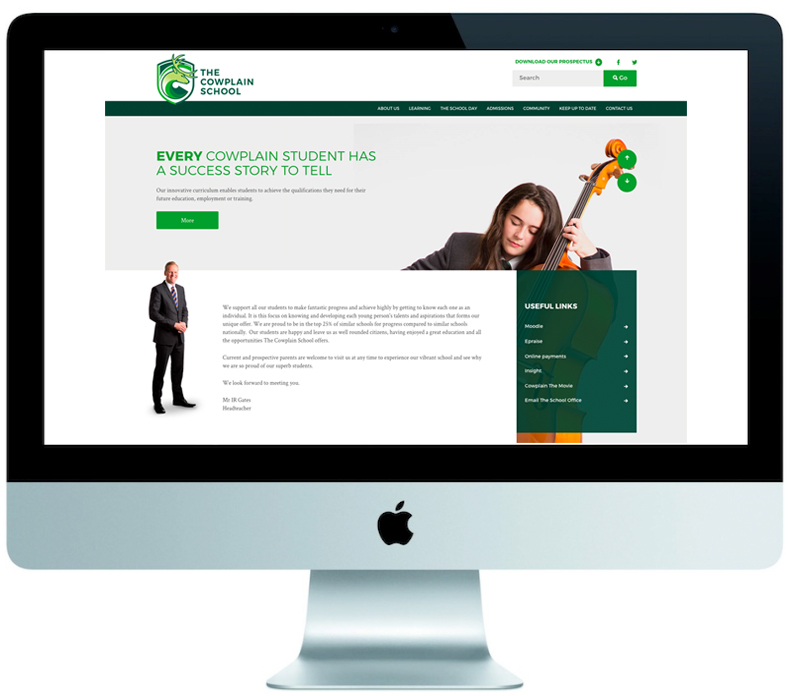 THE
COWPLAIN
SCHOOL
DOWNLOAD OUR PROSPECTUS
Search
Go
ABOUT US LEARNING THE SCHOOL DAY ADMISSIONS COMMUNITY KEEP UP TO DATE CONTACT US
EVERY COWPLAIN STUDENT HAS
A SUCCESS STORY TO TELL
Our innovative curriculum enables students to achieve the qualifications they need for their
future education, employment or training.
More
We support all our students to make fantastic progress and achieve highly by getting to know each one as an
individual. It is this focus on knowing and developing each young person's talents and aspirations that forms our
unique offer. We are proud to be in the top 25% of similar schools for progress compared to similar schools
nationally. Our students are happy and leave us as well rounded citizens, having enjoyed a great education and all
the opportunities The Cowplain School offers.
Current and prospective parents are welcome to visit us at any time to experience our vibrant school and see why
we are so proud of our superb students.
We look forward to meeting you.
Mr IR Gates
Headteacher
USEFUL LINKS
Moodle
Epraise
Online payments
Insight
Cowplain The Movie
Email The School Office